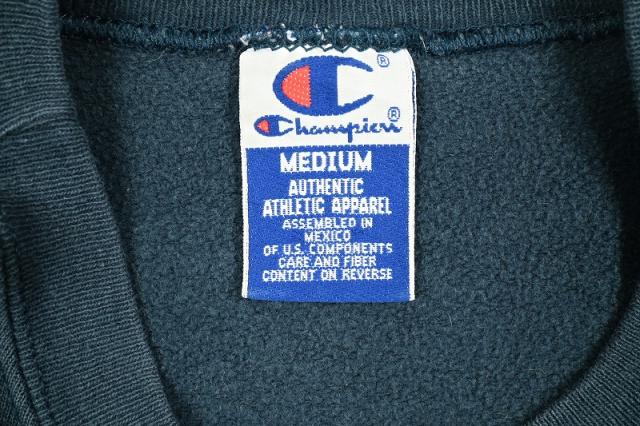 C®
Champion®
MEDIUM
AUTHENTIC
ATHLETIC APPAREL
ASSEMBLED IN
MEXICO
OF U.S. COMPONENTS
CARE AND FIBER
CONTENT ON REVERSE